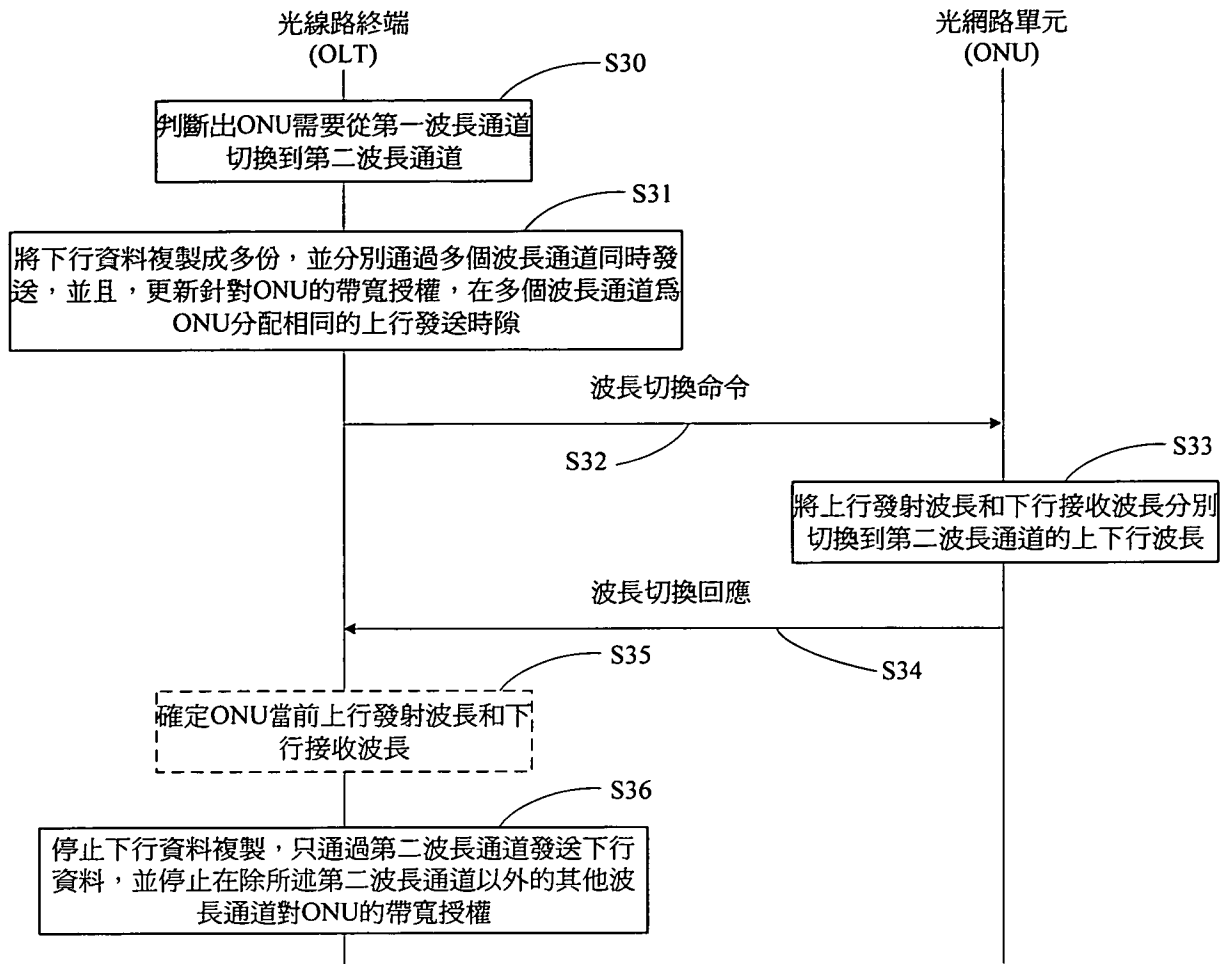 光線路終端
(OLT)
光網路單元
(ONU)
S30
判斷出ONU需要從第一波長通道
切換到第二波長通道
S31
將下行資料複製成多份，並分別通過多個波長通道同時發
送，並且，更新針對ONU的帶寬授權，在多個波長通道爲
ONU分配相同的上行發送時隙
波長切換命令
S32
S33
將上行發射波長和下行接收波長分別
切換到第二波長通道的上下行波長
波長切換回應
S34
S35
確定ONU當前上行發射波長和下
行接收波長
S36
停止下行資料複製，只通過第二波長通道發送下行
資料，並停止在除所述第二波長通道以外的其他波
長通道對ONU的帶寬授權